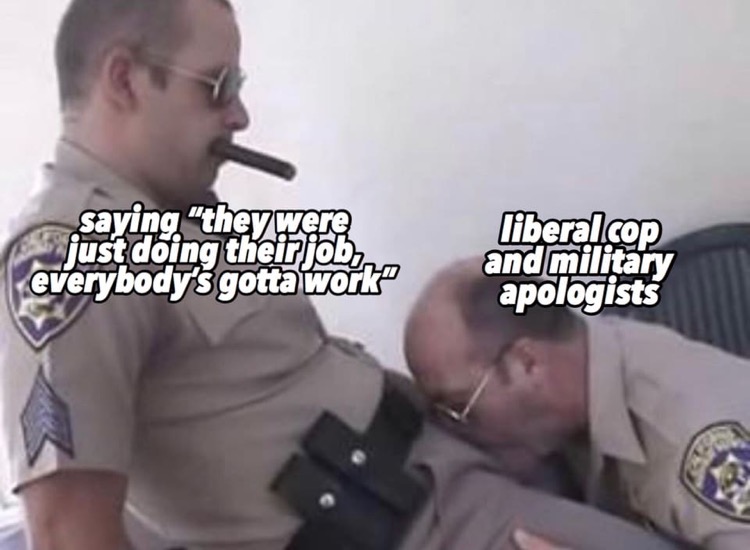 saying "they were
just doing their job,
everybody's gotta work"
liberal cop
and military
apologists